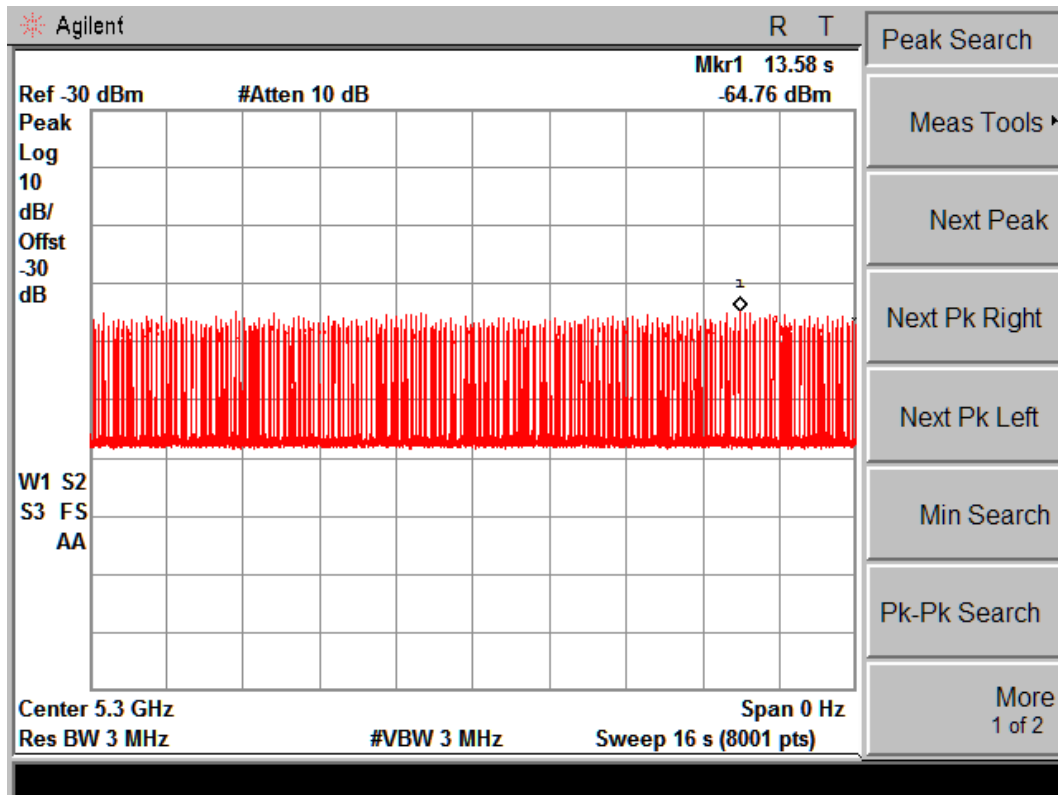 Agilent R T
Peak Search
Mkr1 13.58 s
Ref -30 dBm #Atten 10 dB -64.76 dBm
Peak
Log
10
dB/
Offst
-30
dB
1
W1 S2
S3 FS
AA
Center 5.3 GHz Span 0 Hz
Res BW 3 MHz #VBW 3 MHz Sweep 16 s (8001 pts)
Meas Tools
Next Peak
Next Pk Right
Next Pk Left
Min Search
Pk-Pk Search
More
1 of 2